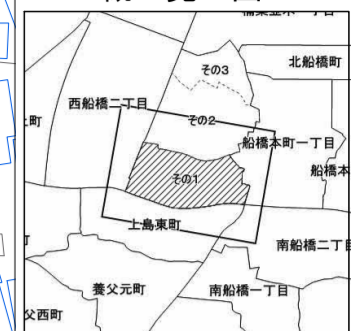 その3
北船橋町
西船橋二丁目
町
その2
船橋本町一丁目
船橋本
その1
上島東町
南船橋二丁目
養父元町
南船橋一丁目
父西町